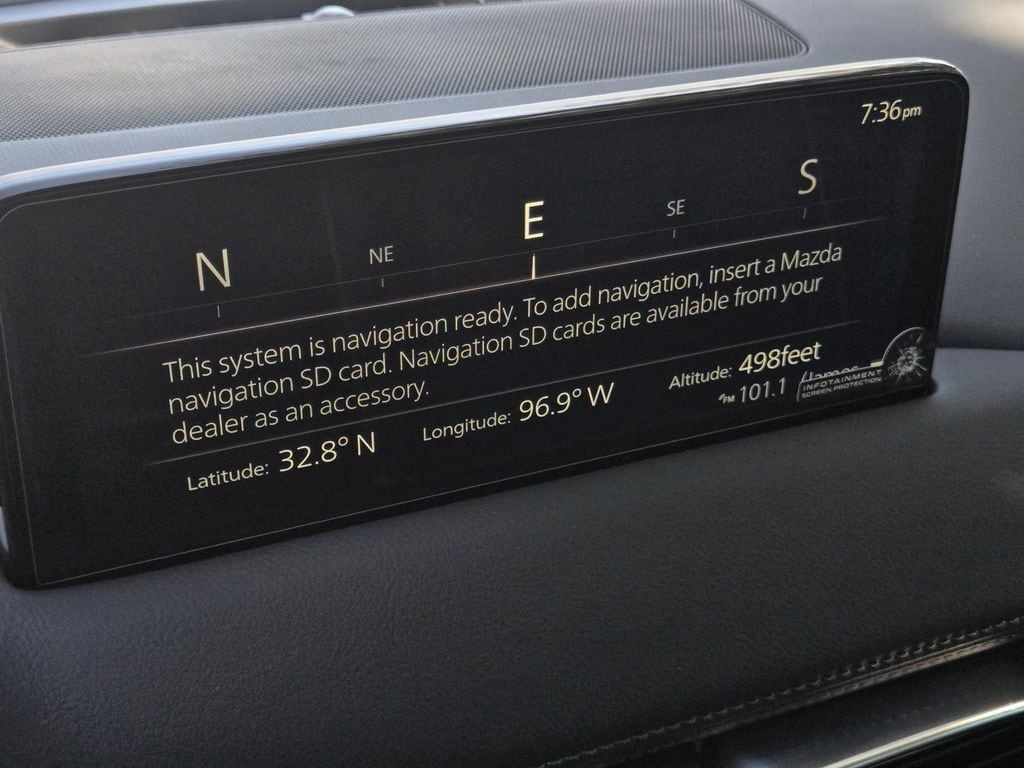 7:36pm
N NE E SE S
This system is navigation ready. To add navigation, insert a Mazda
navigation SD card. Navigation SD cards are available from your
dealer as an accessory.
Latitude: 32.8° N Longitude: 96.9° W Altitude: 498feet
FM 101.1
INFOTAINMENT
SCREEN PROTECTION